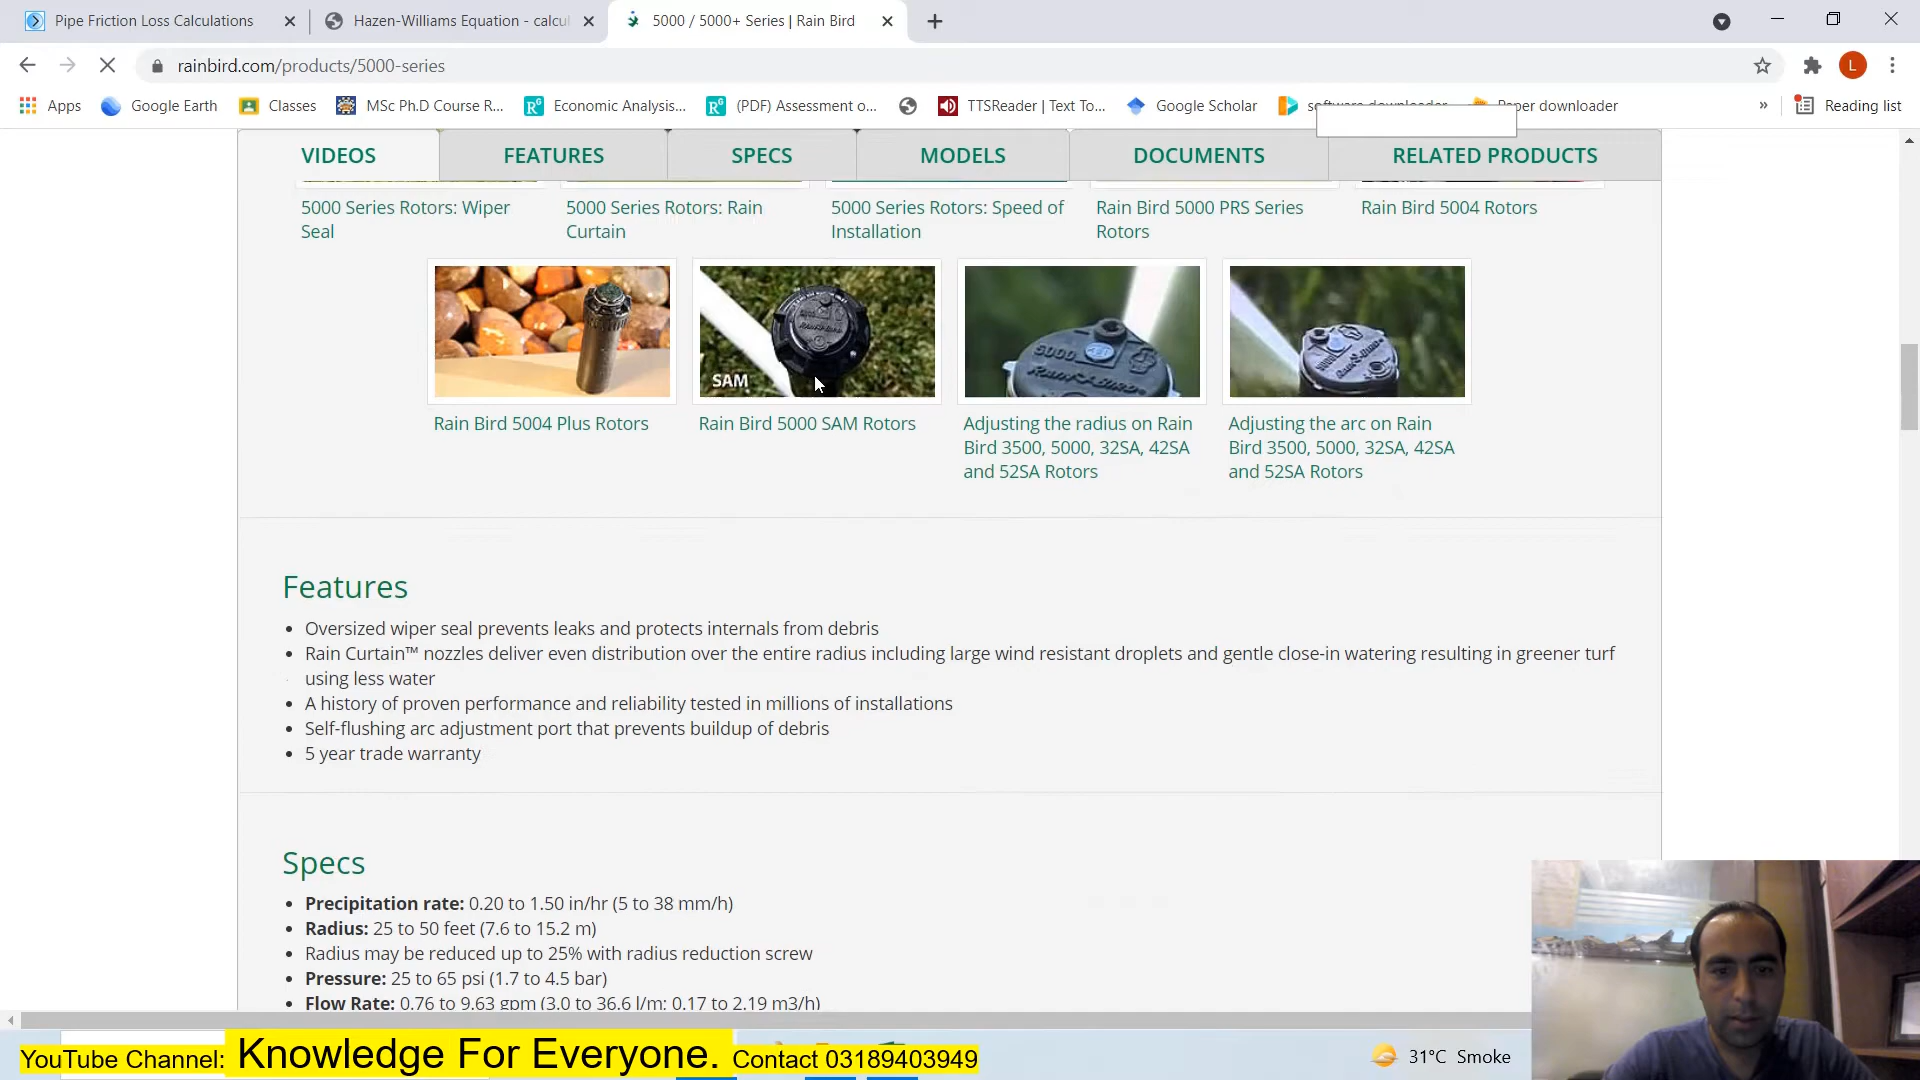 Pipe Friction Loss Calculations
Hazen-Williams Equation - calcul
5000 / 5000+ Series | Rain Bird
rainbird.com/products/5000-series
L
Apps
Google Earth
Classes
MSc Ph.D Course R...
Economic Analysis...
(PDF) Assessment o...
TTSReader | Text To...
Google Scholar
software downloader
Paper downloader
»
Reading list
VIDEOS
FEATURES
SPECS
MODELS
DOCUMENTS
RELATED PRODUCTS
5000 Series Rotors: Wiper
Seal
5000 Series Rotors: Rain
Curtain
5000 Series Rotors: Speed of
Installation
Rain Bird 5000 PRS Series
Rotors
Rain Bird 5004 Rotors
SAM
5000
RAIN BIRD
Rain Bird 5004 Plus Rotors
Rain Bird 5000 SAM Rotors
Adjusting the radius on Rain
Bird 3500, 5000, 32SA, 42SA
and 52SA Rotors
Adjusting the arc on Rain
Bird 3500, 5000, 32SA, 42SA
and 52SA Rotors
Features
• Oversized wiper seal prevents leaks and protects internals from debris
• Rain Curtain™ nozzles deliver even distribution over the entire radius including large wind resistant droplets and gentle close-in watering resulting in greener turf
using less water
• A history of proven performance and reliability tested in millions of installations
• Self-flushing arc adjustment port that prevents buildup of debris
• 5 year trade warranty
Specs
• Precipitation rate: 0.20 to 1.50 in/hr (5 to 38 mm/h)
• Radius: 25 to 50 feet (7.6 to 15.2 m)
• Radius may be reduced up to 25% with radius reduction screw
• Pressure: 25 to 65 psi (1.7 to 4.5 bar)
• Flow Rate: 0.76 to 9.63 gpm (3.0 to 36.6 l/m; 0.17 to 2.19 m3/h)
YouTube Channel: Knowledge For Everyone. Contact 03189403949
31°C Smoke